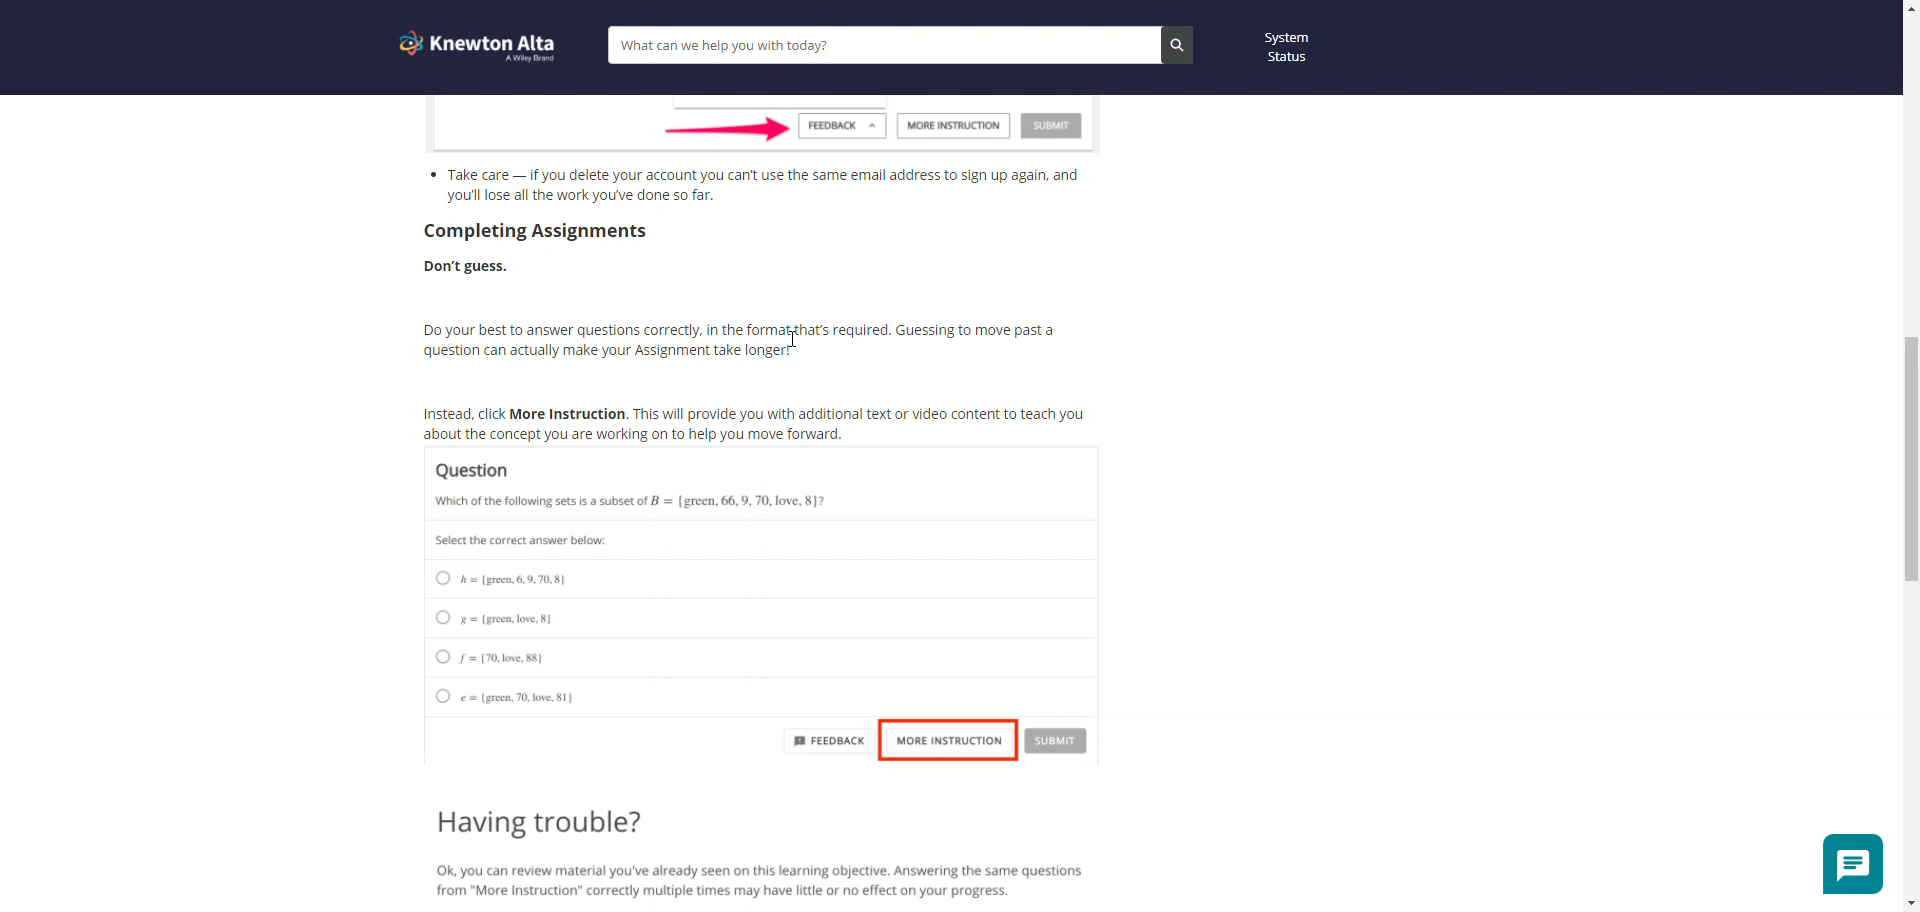 Knewton Alta
A Wiley Brand
What can we help you with today?
System
Status
FEEDBACK
MORE INSTRUCTION
SUBMIT
• Take care — if you delete your account you can’t use the same email address to sign up again, and
you’ll lose all the work you’ve done so far.
Completing Assignments
Don’t guess.
Do your best to answer questions correctly, in the format that’s required. Guessing to move past a
question can actually make your Assignment take longer!
Instead, click More Instruction. This will provide you with additional text or video content to teach you
about the concept you are working on to help you move forward.
Question
Which of the following sets is a subset of B = {green, 66, 9, 70, love, 8}?
Select the correct answer below:
h = {green, 6, 9, 70, 8}
g = {green, love, 8}
f = {70, love, 88}
e = {green, 70, love, 81}
FEEDBACK
MORE INSTRUCTION
SUBMIT
Having trouble?
Ok, you can review material you've already seen on this learning objective. Answering the same questions
from "More Instruction" correctly multiple times may have little or no effect on your progress.